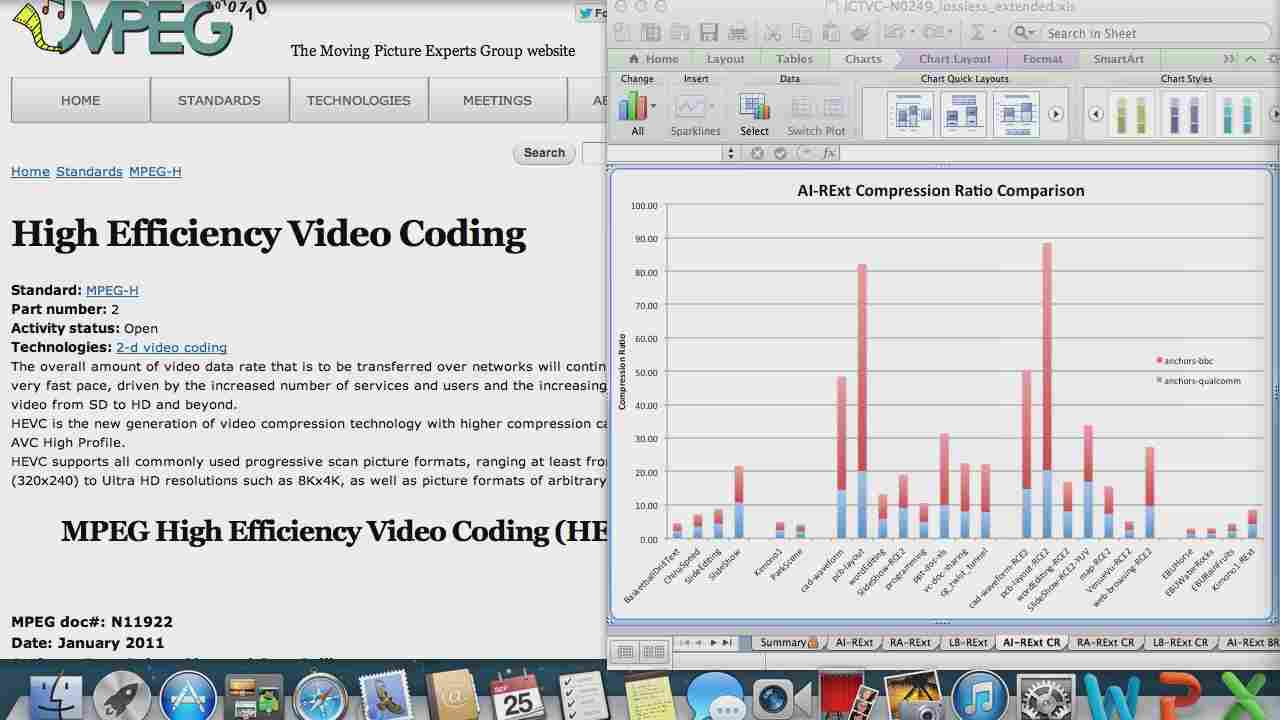 MPEG
The Moving Picture Experts Group website
HOME
STANDARDS
TECHNOLOGIES
MEETINGS
Search
Home Standards MPEG-H
High Efficiency Video Coding
Standard: MPEG-H
Part number: 2
Activity status: Open
Technologies: 2-d video coding
The overall amount of video data rate that is to be transferred over networks will contin
very fast pace, driven by the increased number of services and users and the increasing
video from SD to HD and beyond.
HEVC is the new generation of video compression technology with higher compression ca
AVC High Profile.
HEVC supports all commonly used progressive scan picture formats, ranging at least fro
(320x240) to Ultra HD resolutions such as 8Kx4K, as well as picture formats of arbitrary
MPEG High Efficiency Video Coding (HE
MPEG doc#: N11922
Date: January 2011
JCTVC-N0249_lossless_extended.xls
Search in Sheet
Home Layout Tables Charts Chart Layout Format SmartArt
Change Insert Data Chart Quick Layouts Chart Styles
All Sparklines Select Switch Plot
fx
AI-RExt Compression Ratio Comparison
Compression Ratio
100.00
90.00
80.00
70.00
60.00
50.00
40.00
30.00
20.00
10.00
0.00
anchors-bbc
anchors-qualcomm
BasketballDrillText
ChinaSpeed
SlideEditing
SlideShow
Kimono1
ParkScene
cad-waveform
pcb-layout
wordEditing
SlideShow-RCE2
programming
ppt-doc-xls
vc-doc-sharing
cg_twist_tunnel
cad-waveform-RCE2
pcb-layout-RCE2
wordEditing-RCE2
SlideShow-RCE2-YUV
map-RCE2
VenueVu-RCE2
web-browsing-RCE2
EBUHorse
EBUWaterRocks
EBURainFruits
Kimono1-RExt
Summary AI-RExt RA-RExt LB-RExt AI-RExt CR RA-RExt CR LB-RExt CR AI-RExt BR
SEP
25